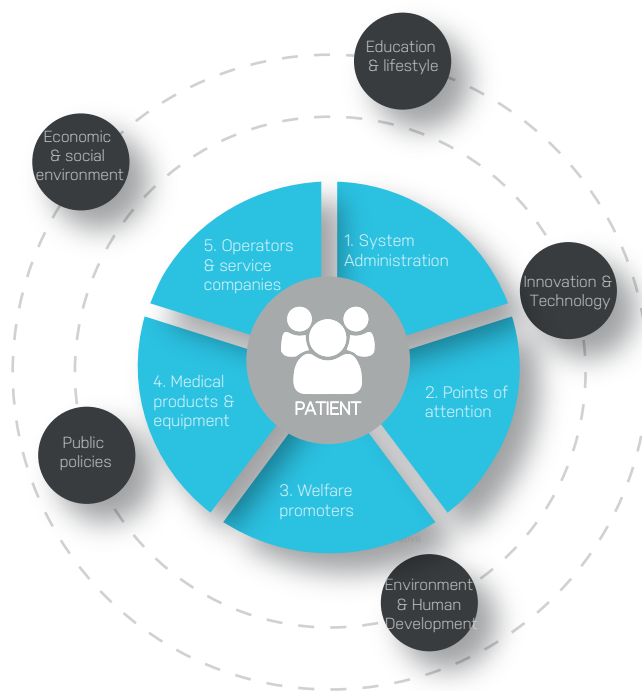 Education
& lifestyle
Economic
& social
environment
5. Operators
& service
companies
1. System
Administration
Innovation &
Technology
PATIENT
4. Medical
products &
equipment
2. Points of
attention
Public
policies
3. Welfare
promoters
Environment
& Human
Development